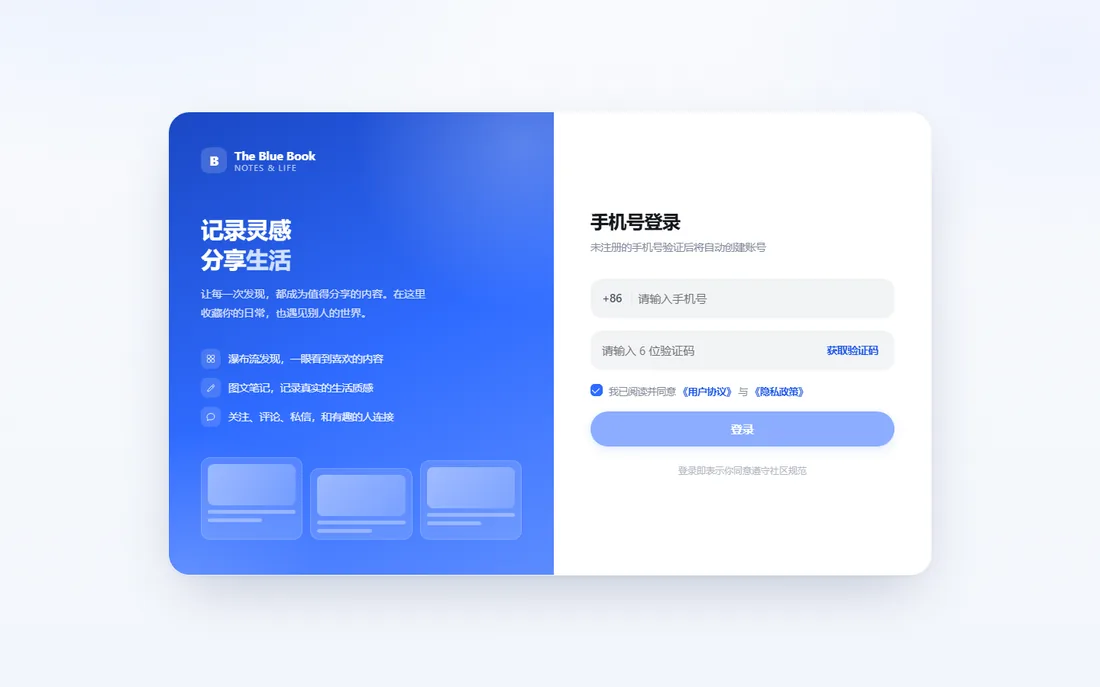 B
The Blue Book
NOTES & LIFE
记录灵感
分享生活
让每一次发现，都成为值得分享的内容。在这里
收藏你的日常，也遇见别人的世界。
瀑布流发现，一眼看到喜欢的内容
图文笔记，记录真实的生活质感
关注、评论、私信，和有趣的人连接
手机号登录
未注册的手机号验证后将自动创建账号
+86 请输入手机号
请输入 6 位验证码 获取验证码
我已阅读并同意《用户协议》与《隐私政策》
登录
登录即表示你同意遵守社区规范